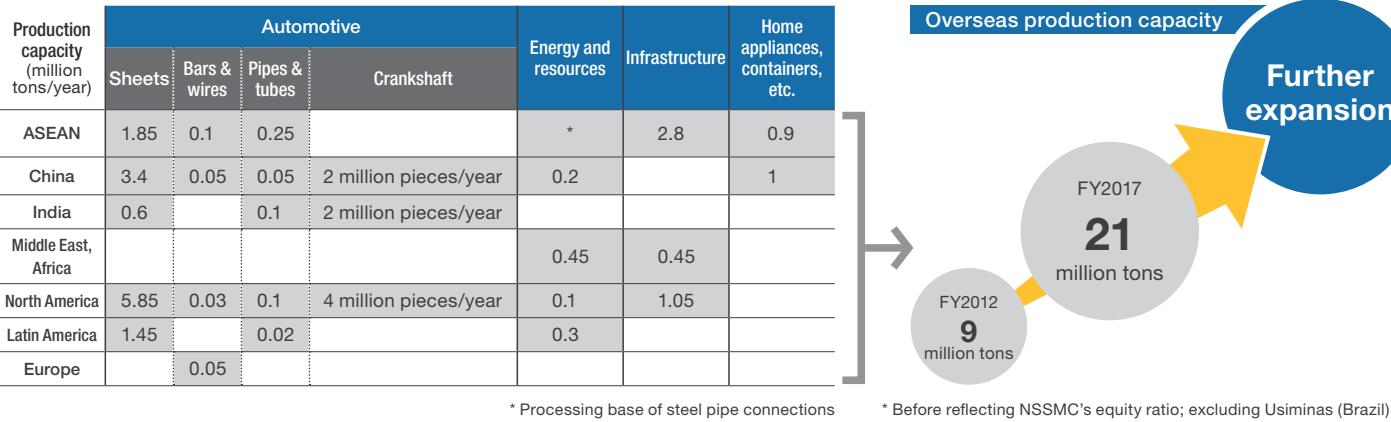 Production
capacity
(million
tons/year)
Automotive
Sheets
Bars &
wires
Pipes &
tubes
Crankshaft
Energy and
resources
Infrastructure
Home
appliances,
containers,
etc.
ASEAN 1.85 0.1 0.25 * 2.8 0.9
China 3.4 0.05 0.05 2 million pieces/year 0.2 1
India 0.6 0.1 2 million pieces/year
Middle East,
Africa
0.45 0.45
North America 5.85 0.03 0.1 4 million pieces/year 0.1 1.05
Latin America 1.45 0.02 0.3
Europe 0.05
* Processing base of steel pipe connections
Overseas production capacity
Further
expansion
FY2017
21
million tons
FY2012
9
million tons
* Before reflecting NSSMC's equity ratio; excluding Usiminas (Brazil)